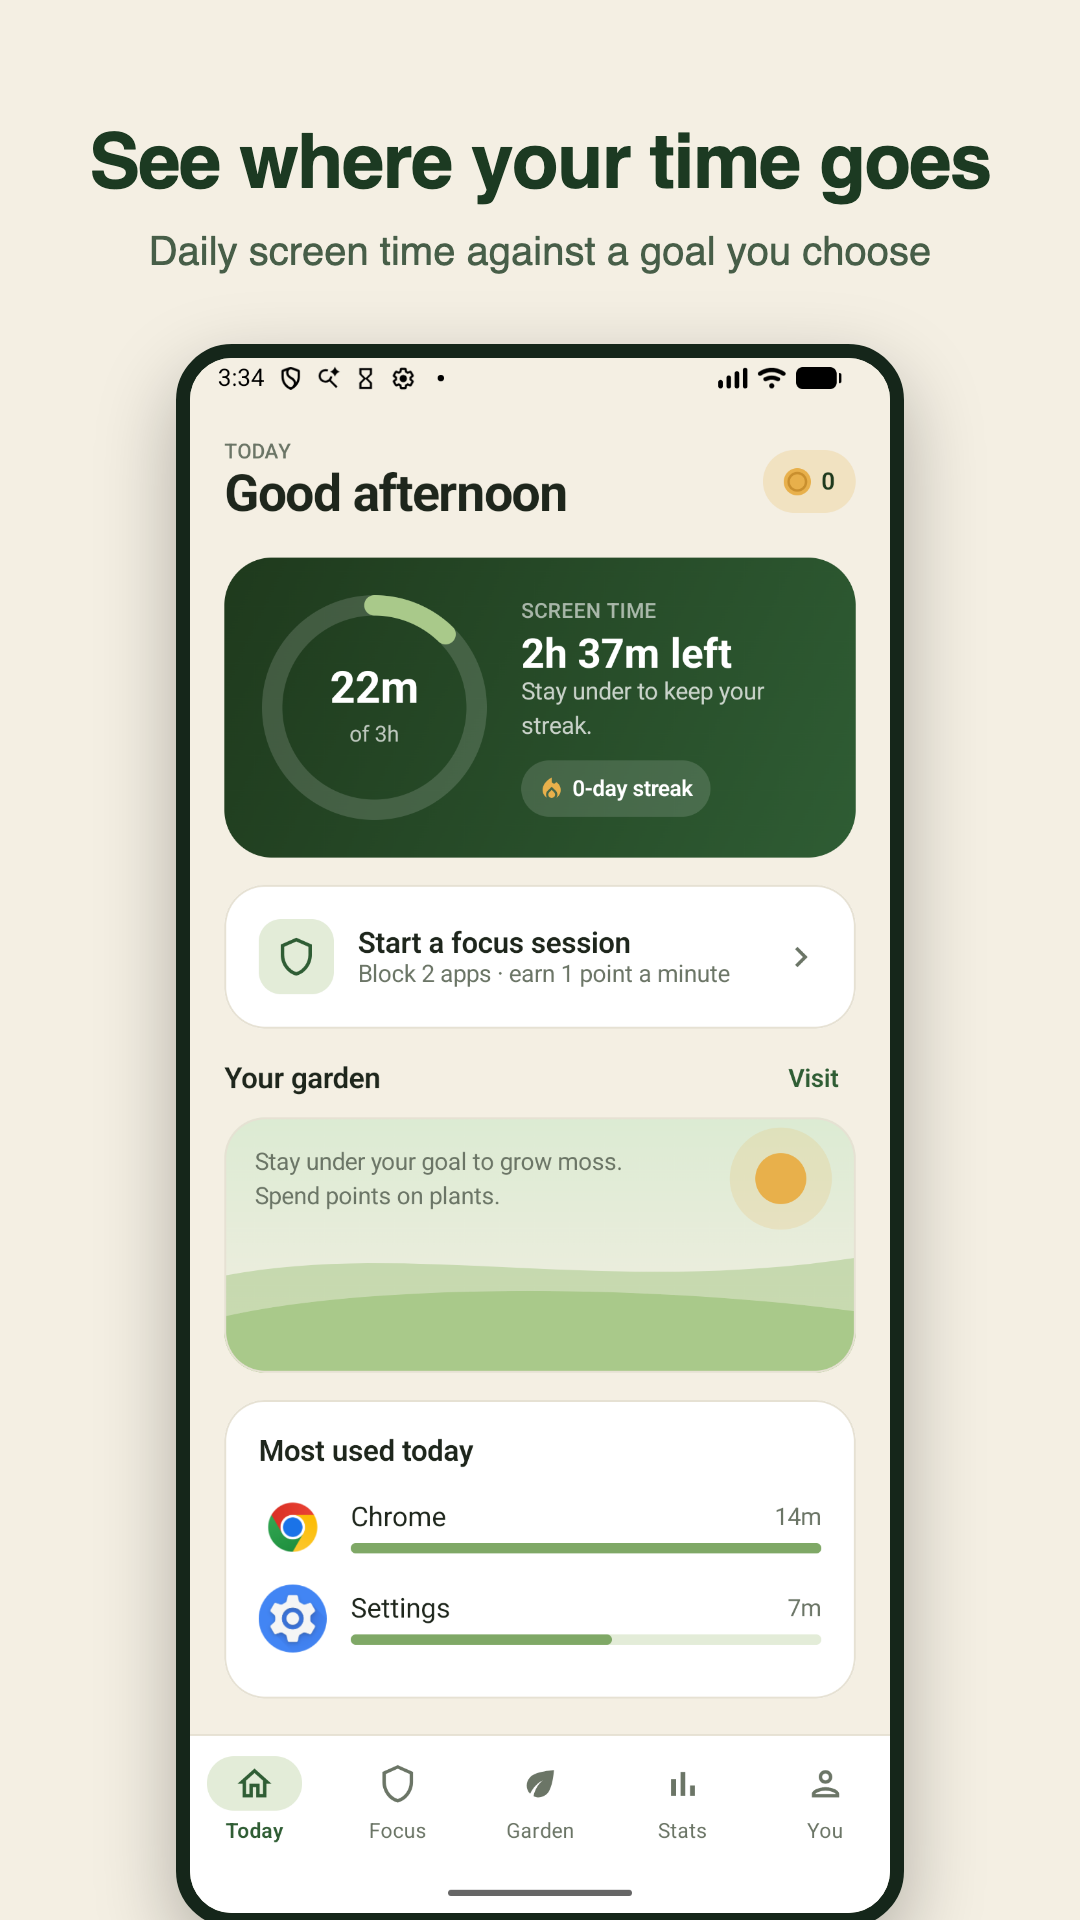 See where your time goes
Daily screen time against a goal you choose
3:34
TODAY
Good afternoon
0
22m
of 3h
SCREEN TIME
2h 37m left
Stay under to keep your
streak.
0-day streak
Start a focus session
Block 2 apps · earn 1 point a minute
Your garden
Visit
Stay under your goal to grow moss.
Spend points on plants.
Most used today
Chrome
14m
Settings
7m
Today
Focus
Garden
Stats
You